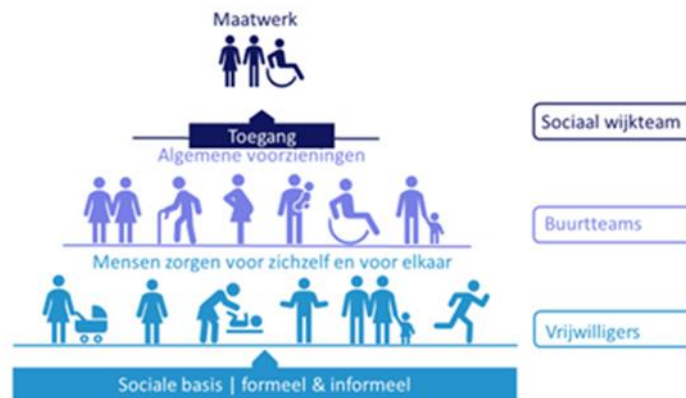 Maatwerk
Toegang
Sociaal wijkteam
Algemene voorzieningen
Buurtteams
Mensen zorgen voor zichzelf en voor elkaar
Vrijwilligers
Sociale basis | formeel & informeel